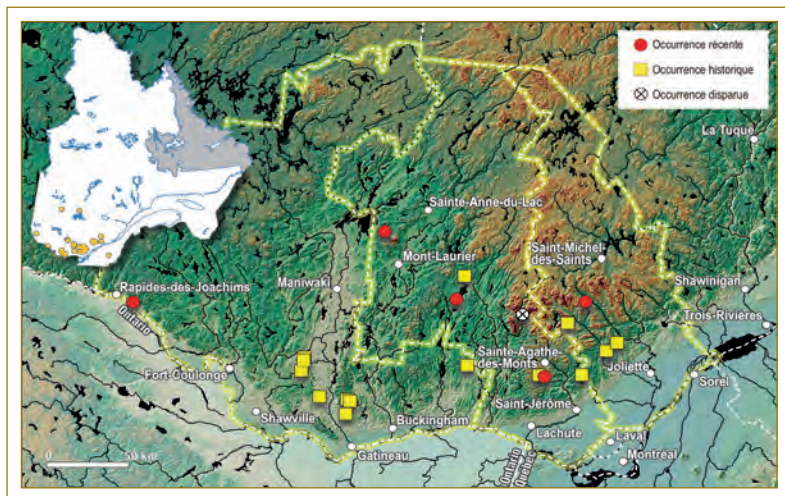 Occurrence récente
Occurrence historique
Occurrence disparue
La Tuque
Sainte-Anne-du-Lac
Saint-Michel
des-Saints
Mont-Laurier
Maniwaki
Shawinigan
Rapides-des-Joachims
Ontario
Trois-Rivières
Sainte-Agathe
des-Monts
Joliette
Fort-Coulonge
Sorel
Saint-Jérôme
Shawville
Buckingham
Lachute
Laval
Gatineau
Montréal
Ontario
Québec
0 50 km